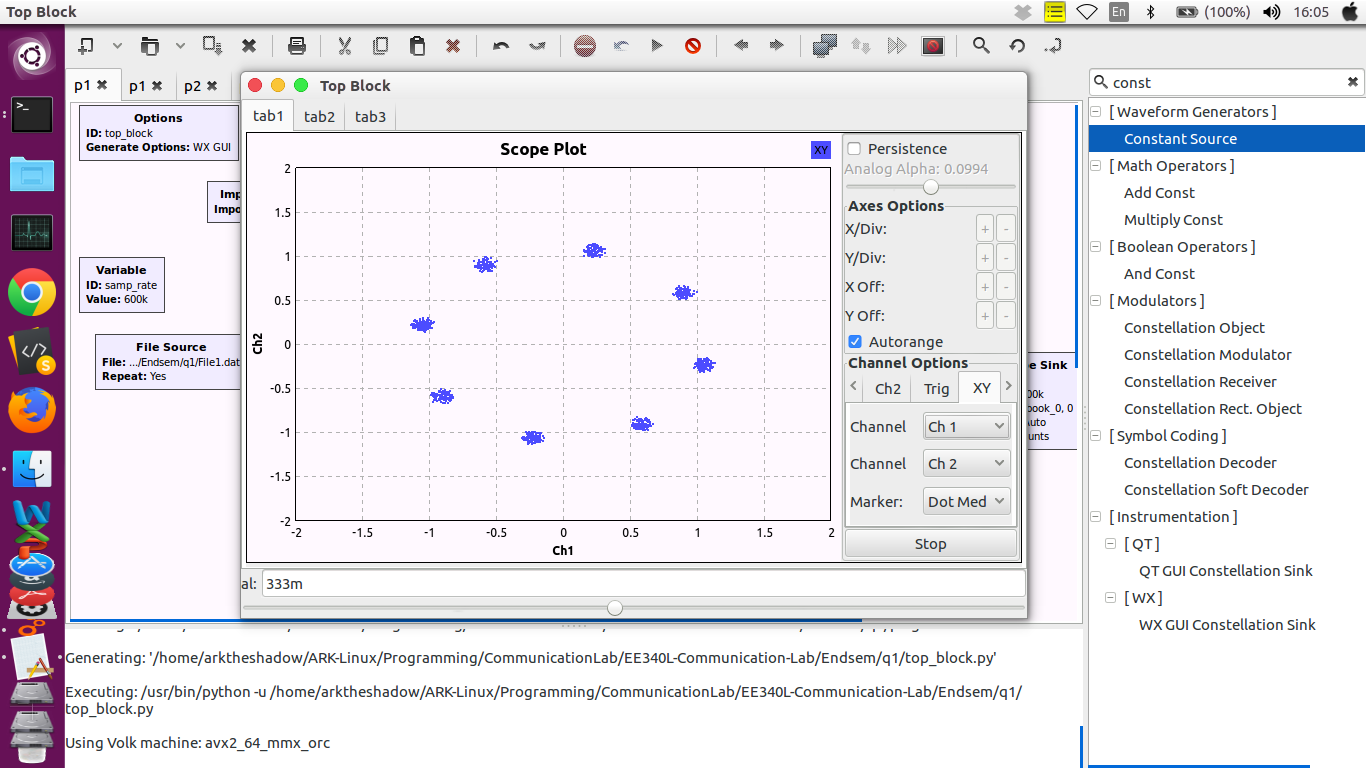 Top Block
En
(100%)
16:05
p1
p1
p2
Options
ID: top_block
Generate Options: WX GUI
Imp
Impo
Variable
ID: samp_rate
Value: 600k
File Source
File: .../Endsem/q1/File1.dat
Repeat: Yes
Top Block
tab1
tab2
tab3
Scope Plot
XY
2
1.5
1
0.5
0
-0.5
-1
-1.5
-2
Ch2
-2 -1.5 -1 -0.5 0 0.5 1 1.5 2
Ch1
Persistence
Analog Alpha: 0.0994
Axes Options
X/Div: + -
Y/Div: + -
X Off: + -
Y Off: + -
Autorange
Channel Options
Ch2 Trig XY
Channel Ch 1
Channel Ch 2
Marker: Dot Med
Stop
al: 333m
e Sink
00k
book_0, 0
Auto
unts
Generating: '/home/arktheshadow/ARK-Linux/Programming/CommunicationLab/EE340L-Communication-Lab/Endsem/q1/top_block.py'
Executing: /usr/bin/python -u /home/arktheshadow/ARK-Linux/Programming/CommunicationLab/EE340L-Communication-Lab/Endsem/q1/
top_block.py
Using Volk machine: avx2_64_mmx_orc
const
[ Waveform Generators ]
Constant Source
[ Math Operators ]
Add Const
Multiply Const
[ Boolean Operators ]
And Const
[ Modulators ]
Constellation Object
Constellation Modulator
Constellation Receiver
Constellation Rect. Object
[ Symbol Coding ]
Constellation Decoder
Constellation Soft Decoder
[ Instrumentation ]
[ QT ]
QT GUI Constellation Sink
[ WX ]
WX GUI Constellation Sink